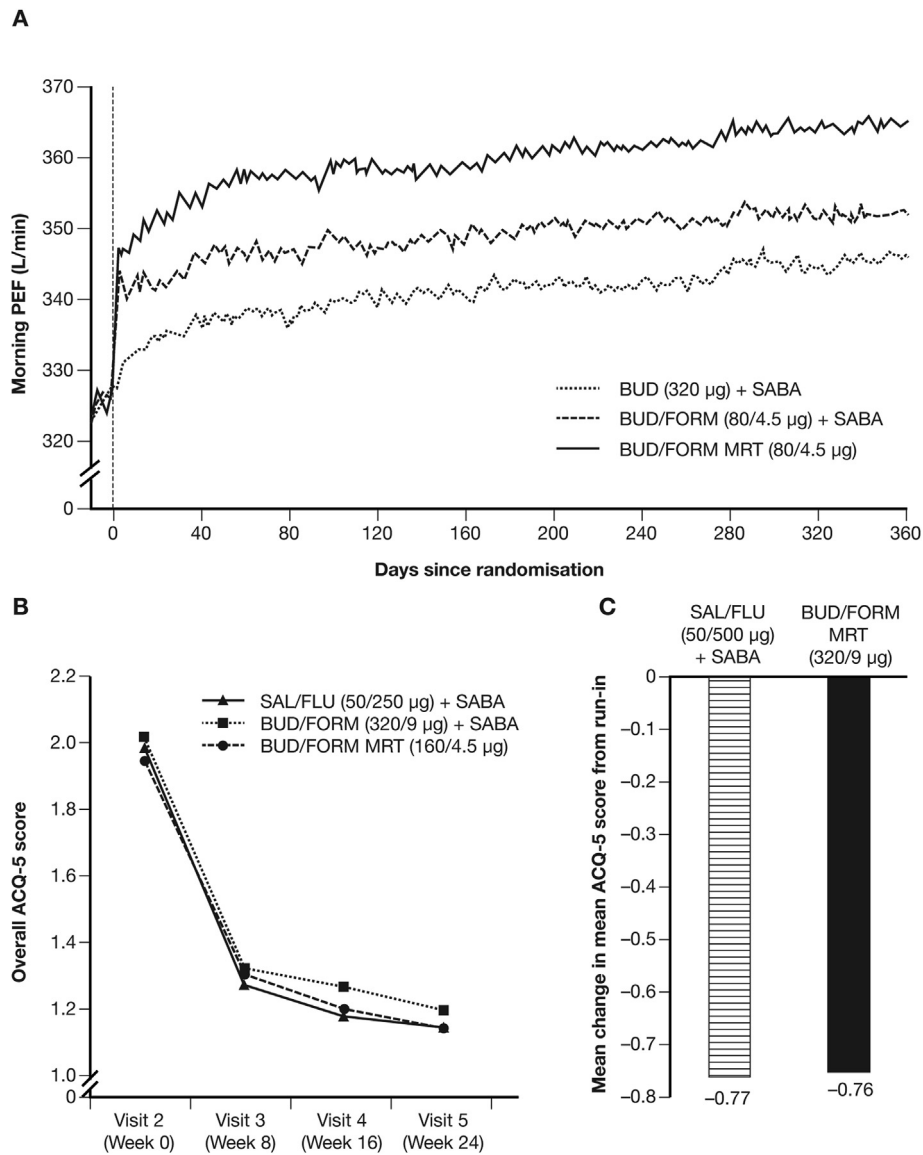 A
370
360
350
340
330
320
0
Morning PEF (L/min)
BUD (320 µg) + SABA
BUD/FORM (80/4.5 µg) + SABA
BUD/FORM MRT (80/4.5 µg)
0
40
80
120
160
200
240
280
320
360
Days since randomisation
B
2.2
2.0
1.8
1.6
1.4
1.2
1.0
0
Overall ACQ-5 score
SAL/FLU (50/250 µg) + SABA
BUD/FORM (320/9 µg) + SABA
BUD/FORM MRT (160/4.5 µg)
Visit 2
(Week 0)
Visit 3
(Week 8)
Visit 4
(Week 16)
Visit 5
(Week 24)
C
SAL/FLU
(50/500 µg)
+ SABA
BUD/FORM
MRT
(320/9 µg)
0
–0.1
–0.2
–0.3
–0.4
–0.5
–0.6
–0.7
–0.8
Mean change in mean ACQ-5 score from run-in
–0.77
–0.76